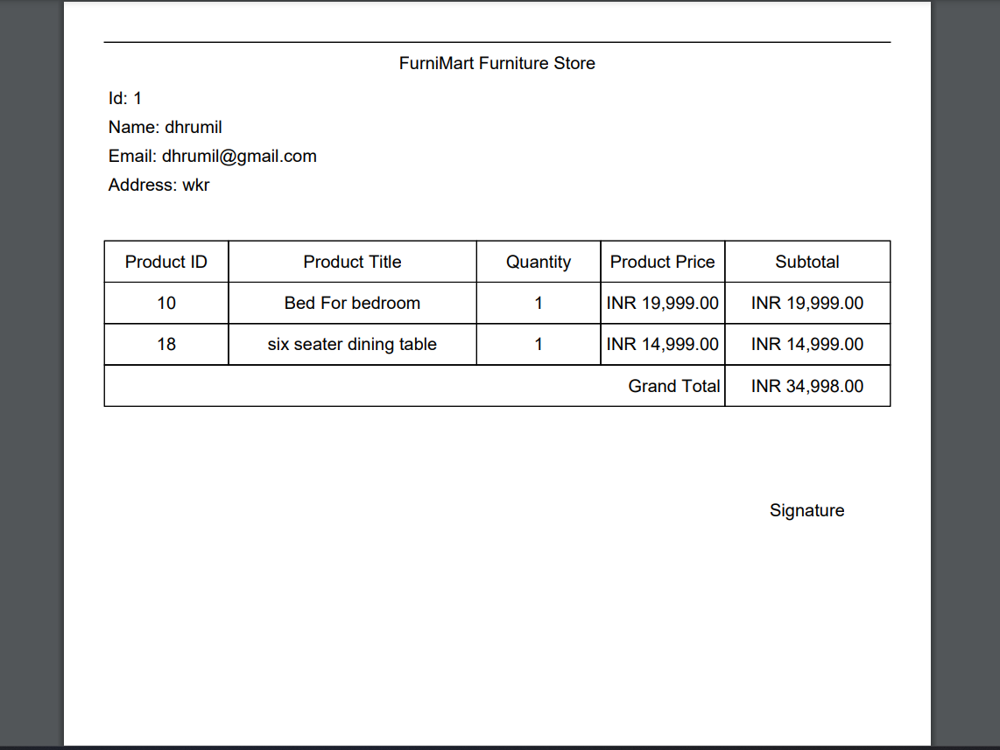 FurniMart Furniture Store
Id: 1
Name: dhrumil
Email: dhrumil@gmail.com
Address: wkr
Product ID Product Title Quantity Product Price Subtotal
10 Bed For bedroom 1 INR 19,999.00 INR 19,999.00
18 six seater dining table 1 INR 14,999.00 INR 14,999.00
Grand Total INR 34,998.00
Signature